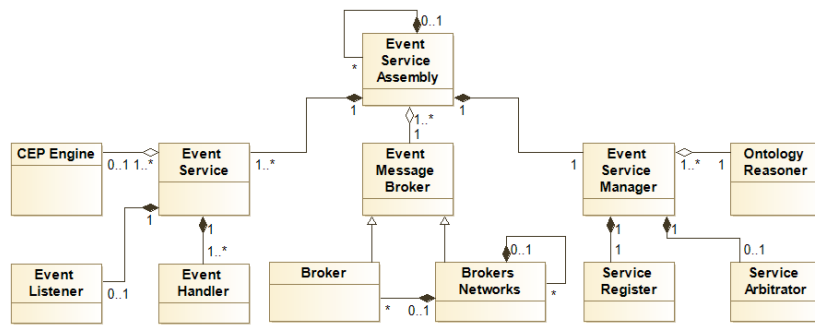 0..1
Event
Service
Assembly
*
1
1..*
1
1
CEP Engine
0..1
1..*
Event
Service
1..*
Event
Message
Broker
1
Event
Service
Manager
1..*
1
Ontology
Reasoner
1
1
1
1
0..1
1..*
1
0..1
Event
Listener
0..1
Event
Handler
Broker
*
Brokers
Networks
0..1
*
Service
Register
Service
Arbitrator